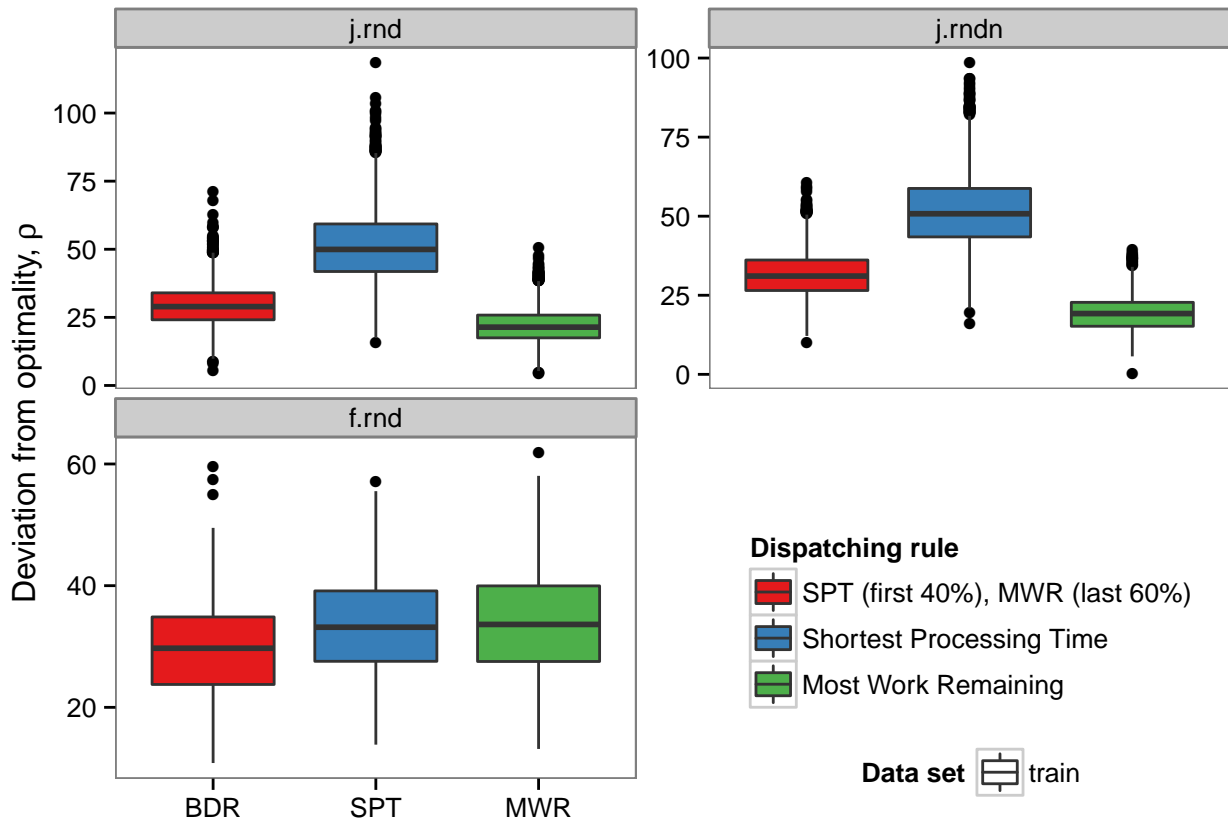 j.rnd
j.rndn
Deviation from optimality, ρ
100
75
50
25
0
100
75
50
25
0
f.rnd
60
40
20
BDR SPT MWR
Dispatching rule
SPT (first 40%), MWR (last 60%)
Shortest Processing Time
Most Work Remaining
Data set train